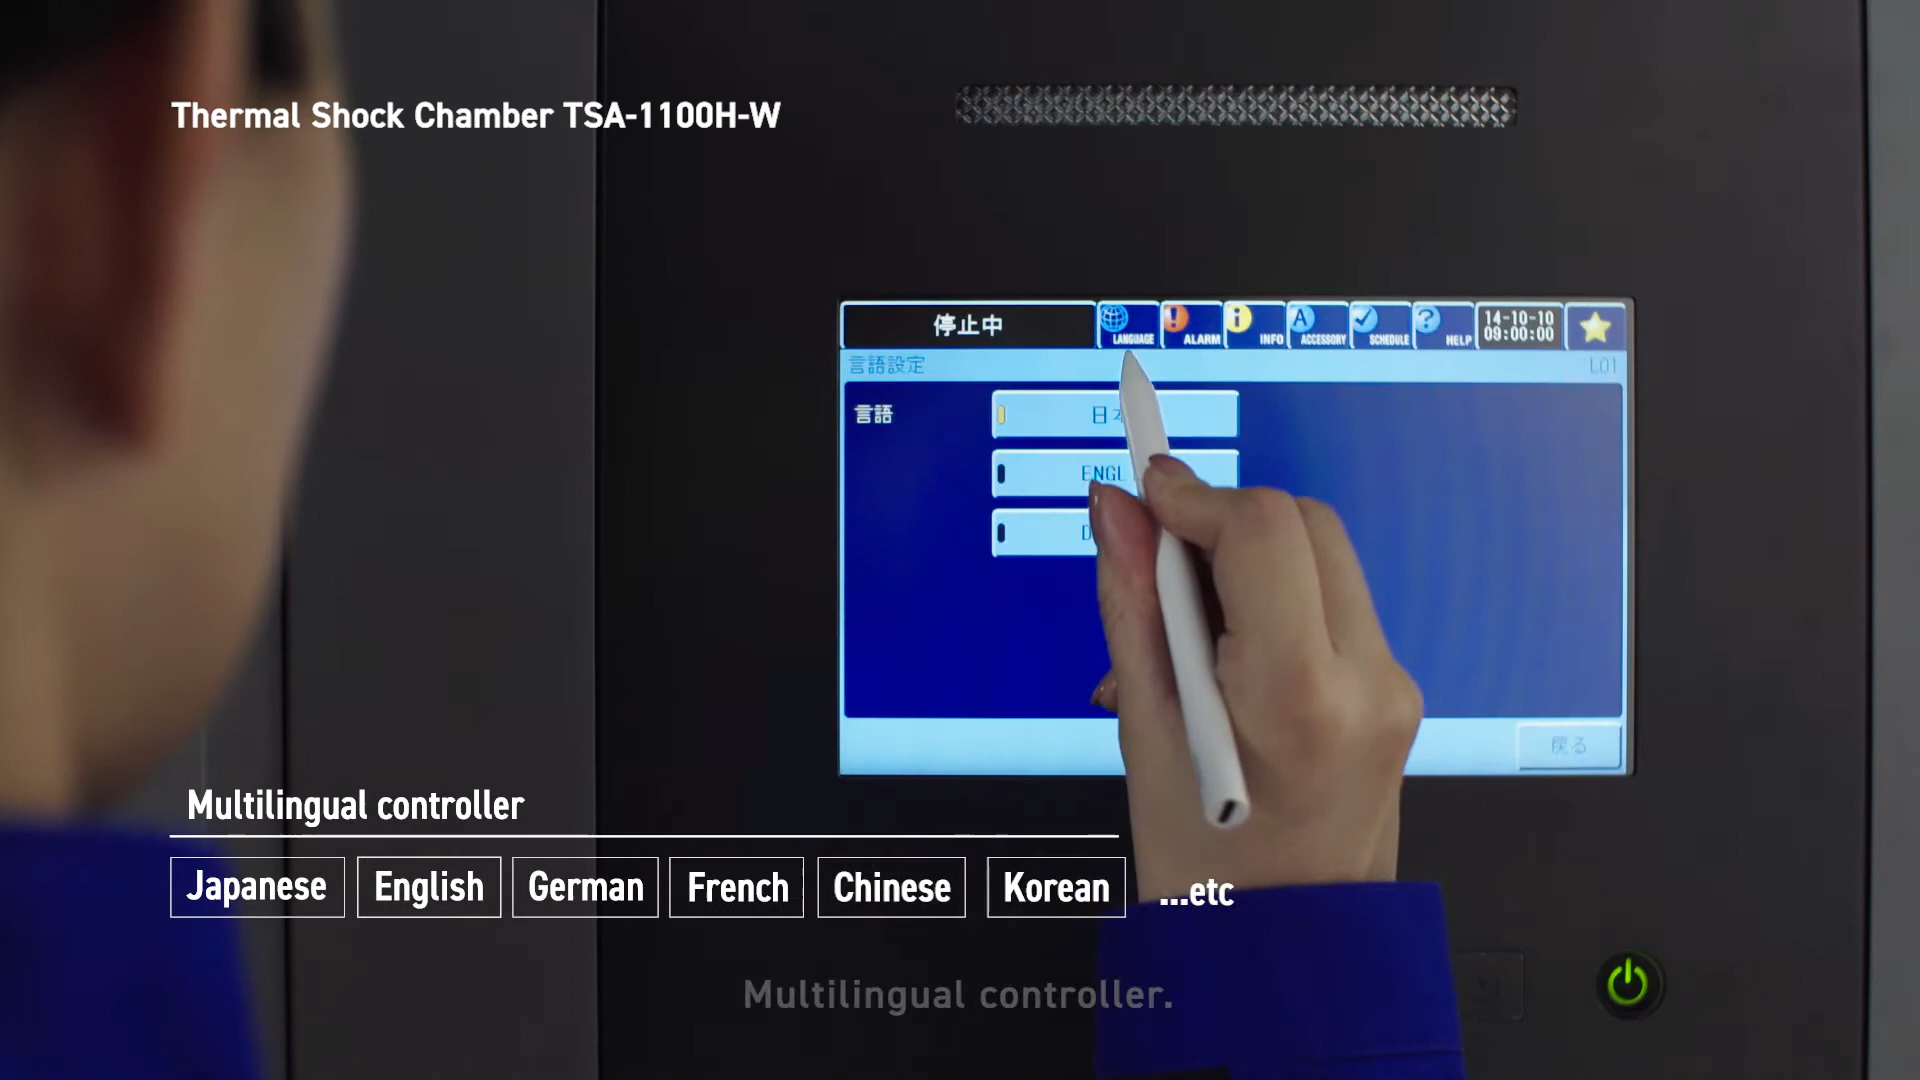 Thermal Shock Chamber TSA-1100H-W
停止中
LANGUAGE
ALARM
INFO
ACCESSORY
SCHEDULE
HELP
14-10-10
09:00:00
言語設定
L01
言語
戻る
Multilingual controller
Japanese English German French Chinese Korean ...etc
Multilingual controller.